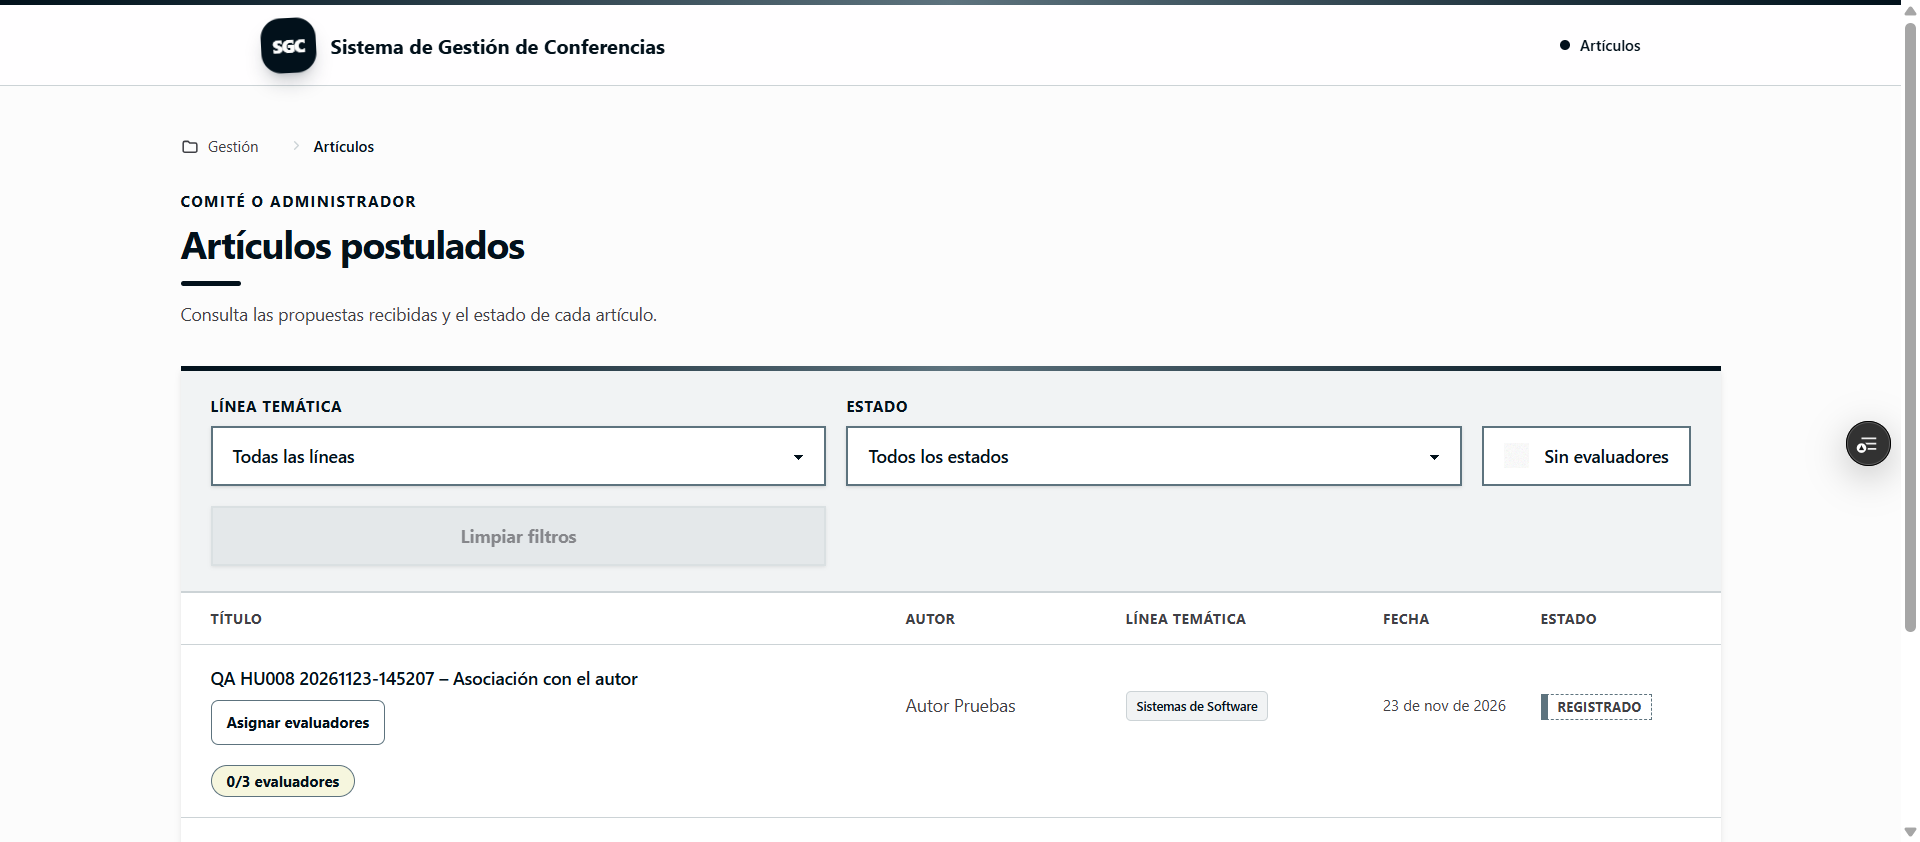 SGC
Sistema de Gestión de Conferencias
Artículos
Gestión
Artículos
COMITÉ O ADMINISTRADOR
Artículos postulados
Consulta las propuestas recibidas y el estado de cada artículo.
LÍNEA TEMÁTICA
ESTADO
Todas las líneas
Todos los estados
Sin evaluadores
Limpiar filtros
TÍTULO
AUTOR
LÍNEA TEMÁTICA
FECHA
ESTADO
QA HU008 20261123-145207 – Asociación con el autor
Asignar evaluadores
0/3 evaluadores
Autor Pruebas
Sistemas de Software
23 de nov de 2026
REGISTRADO